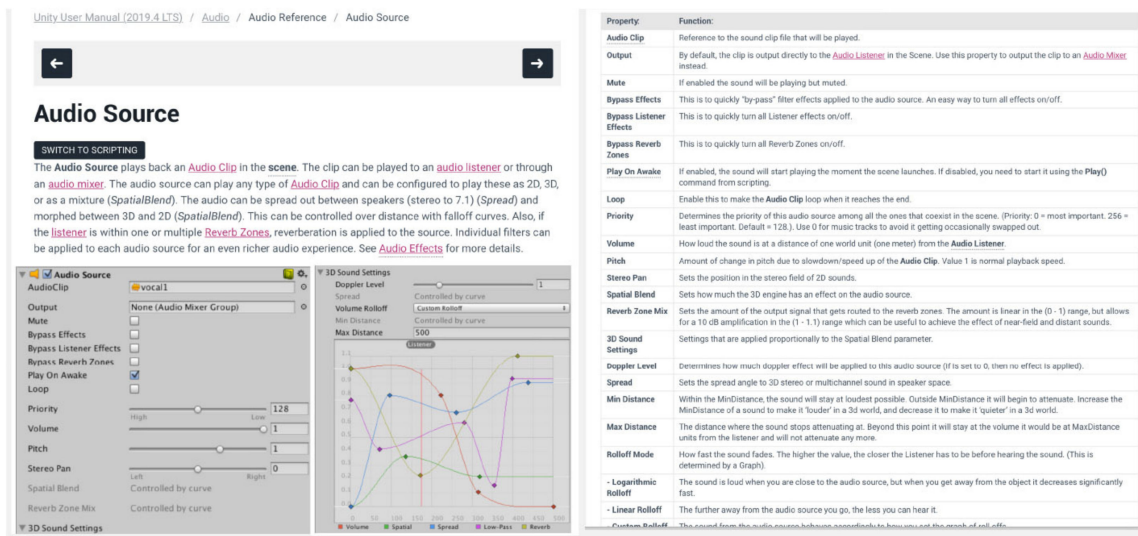 Unity User Manual (2019.4 LTS) / Audio / Audio Reference / Audio Source
Audio Source
SWITCH TO SCRIPTING
The Audio Source plays back an Audio Clip in the scene. The clip can be played to an audio listener or through
an audio mixer. The audio source can play any type of Audio Clip and can be configured to play these as 2D, 3D,
or as a mixture (SpatialBlend). The audio can be spread out between speakers (stereo to 7.1) (Spread) and
morphed between 3D and 2D (SpatialBlend). This can be controlled over distance with falloff curves. Also, if
the listener is within one or multiple Reverb Zones, reverberation is applied to the source. Individual filters can
be applied to each audio source for an even richer audio experience. See Audio Effects for more details.
Audio Source
AudioClip vocal1
Output None (Audio Mixer Group)
Mute
Bypass Effects
Bypass Listener Effects
Bypass Reverb Zones
Play On Awake
Loop
Priority 128
High Low
Volume 1
Pitch 1
Stereo Pan 0
Left Right
Spatial Blend Controlled by curve
Reverb Zone Mix Controlled by curve
3D Sound Settings
3D Sound Settings
Doppler Level 1
Spread Controlled by curve
Volume Rolloff Custom Rolloff
Min Distance Controlled by curve
Max Distance 500
Listener
1.1
0 50 100 150 200 250 300 350 400 450 500
Volume Spatial Spread Low-Pass Reverb
Property: Function:
Audio Clip Reference to the sound clip file that will be played.
Output By default, the clip is output directly to the Audio Listener in the Scene. Use this property to output the clip to an Audio Mixer
instead.
Mute If enabled the sound will be playing but muted.
Bypass Effects This is to quickly "by-pass" filter effects applied to the audio source. An easy way to turn all effects on/off.
Bypass Listener This is to quickly turn all Listener effects on/off.
Effects
Bypass Reverb This is to quickly turn all Reverb Zones on/off.
Zones
Play On Awake If enabled, the sound will start playing the moment the scene launches. If disabled, you need to start it using the Play()
command from scripting.
Loop Enable this to make the Audio Clip loop when it reaches the end.
Priority Determines the priority of this audio source among all the ones that coexist in the scene. (Priority: 0 = most important. 256 =
least important. Default = 128.). Use 0 for music tracks to avoid it getting occasionally swapped out.
Volume How loud the sound is at a distance of one world unit (one meter) from the Audio Listener.
Pitch Amount of change in pitch due to slowdown/speed up of the Audio Clip. Value 1 is normal playback speed.
Stereo Pan Sets the position in the stereo field of 2D sounds.
Spatial Blend Sets how much the 3D engine has an effect on the audio source.
Reverb Zone Mix Sets the amount of the output signal that gets routed to the reverb zones. The amount is linear in the (0 - 1) range, but allows
for a 10 dB amplification in the (1 - 1.1) range which can be useful to achieve the effect of near-field and distant sounds.
3D Sound Settings that are applied proportionally to the Spatial Blend parameter.
Settings
Doppler Level Determines how much doppler effect will be applied to this audio source (if is set to 0, then no effect is applied).
Spread Sets the spread angle to 3D stereo or multichannel sound in speaker space.
Min Distance Within the MinDistance, the sound will stay at loudest possible. Outside MinDistance it will begin to attenuate. Increase the
MinDistance of a sound to make it 'louder' in a 3d world, and decrease it to make it 'quieter' in a 3d world.
Max Distance The distance where the sound stops attenuating at. Beyond this point it will stay at the volume it would be at MaxDistance
units from the listener and will not attenuate any more.
Rolloff Mode How fast the sound fades. The higher the value, the closer the Listener has to be before hearing the sound. (This is
determined by a Graph).
- Logarithmic The sound is loud when you are close to the audio source, but when you get away from the object it decreases significantly
Rolloff fast.
- Linear Rolloff The further away from the audio source you go, the less you can hear it.
- Custom Rolloff The sound from the audio source behaves accordingly to how you set the graph of roll offs.